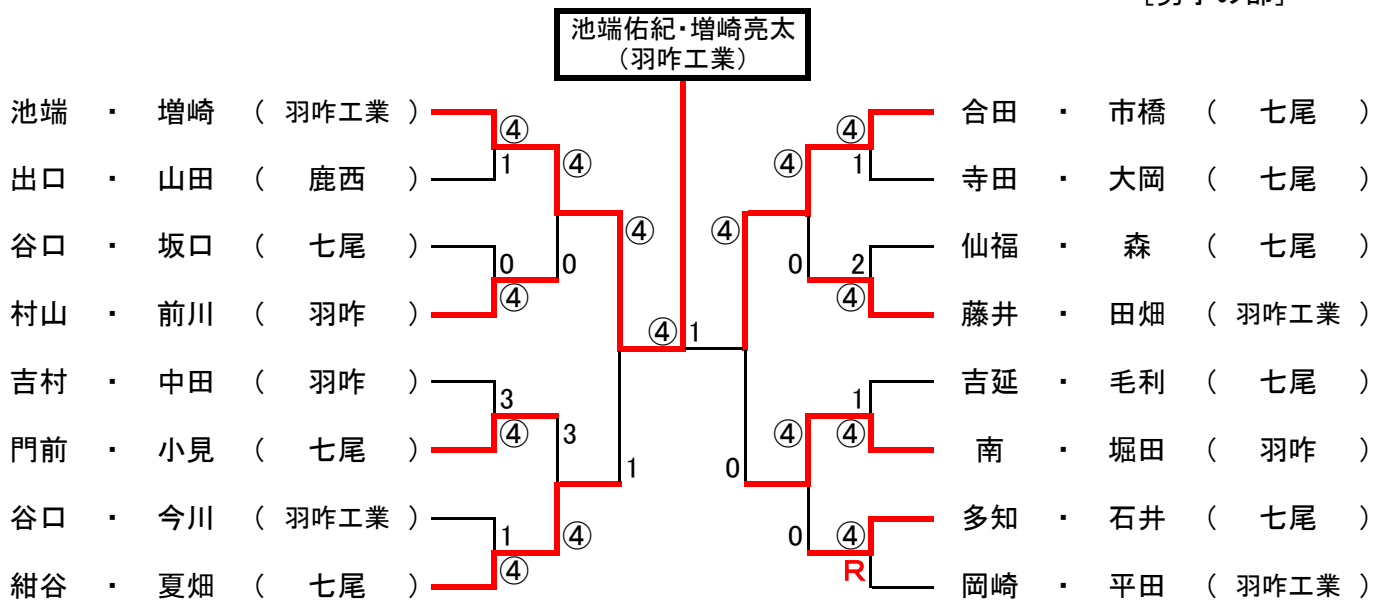 [男子の部]
池端佑紀・増崎亮太
(羽咋工業)
池端 ・ 増崎 ( 羽咋工業 )
出口 ・ 山田 ( 鹿西 )
谷口 ・ 坂口 ( 七尾 )
村山 ・ 前川 ( 羽咋 )
吉村 ・ 中田 ( 羽咋 )
門前 ・ 小見 ( 七尾 )
谷口 ・ 今川 ( 羽咋工業 )
紺谷 ・ 夏畑 ( 七尾 )
④
1
0
④
3
④
1
④
④
0
3
④
④
1
④ 1
④
0
④
0
④
0
④
1
2
④
1
④
④
R
合田 ・ 市橋 ( 七尾 )
寺田 ・ 大岡 ( 七尾 )
仙福 ・ 森 ( 七尾 )
藤井 ・ 田畑 ( 羽咋工業 )
吉延 ・ 毛利 ( 七尾 )
南 ・ 堀田 ( 羽咋 )
多知 ・ 石井 ( 七尾 )
岡崎 ・ 平田 ( 羽咋工業 )